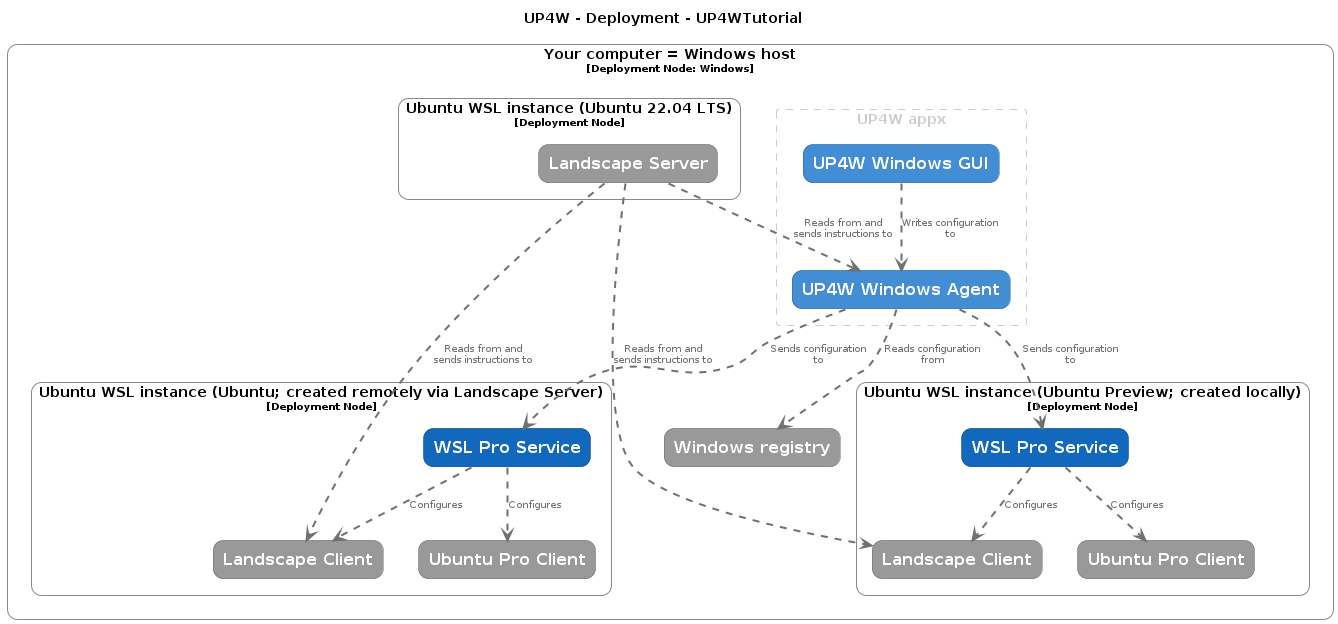 UP4W - Deployment - UP4WTutorial
Your computer = Windows host
[Deployment Node: Windows]
Ubuntu WSL instance (Ubuntu 22.04 LTS)
[Deployment Node]
Landscape Server
UP4W appx
UP4W Windows GUI
Reads from and
sends instructions to
Writes configuration
to
UP4W Windows Agent
Reads from and
sends instructions to
Reads from and
sends instructions to
Sends configuration
to
Reads configuration
from
Sends configuration
to
Ubuntu WSL instance (Ubuntu; created remotely via Landscape Server)
[Deployment Node]
WSL Pro Service
Configures
Configures
Landscape Client
Ubuntu Pro Client
Windows registry
Ubuntu WSL instance (Ubuntu Preview; created locally)
[Deployment Node]
WSL Pro Service
Configures
Configures
Landscape Client
Ubuntu Pro Client